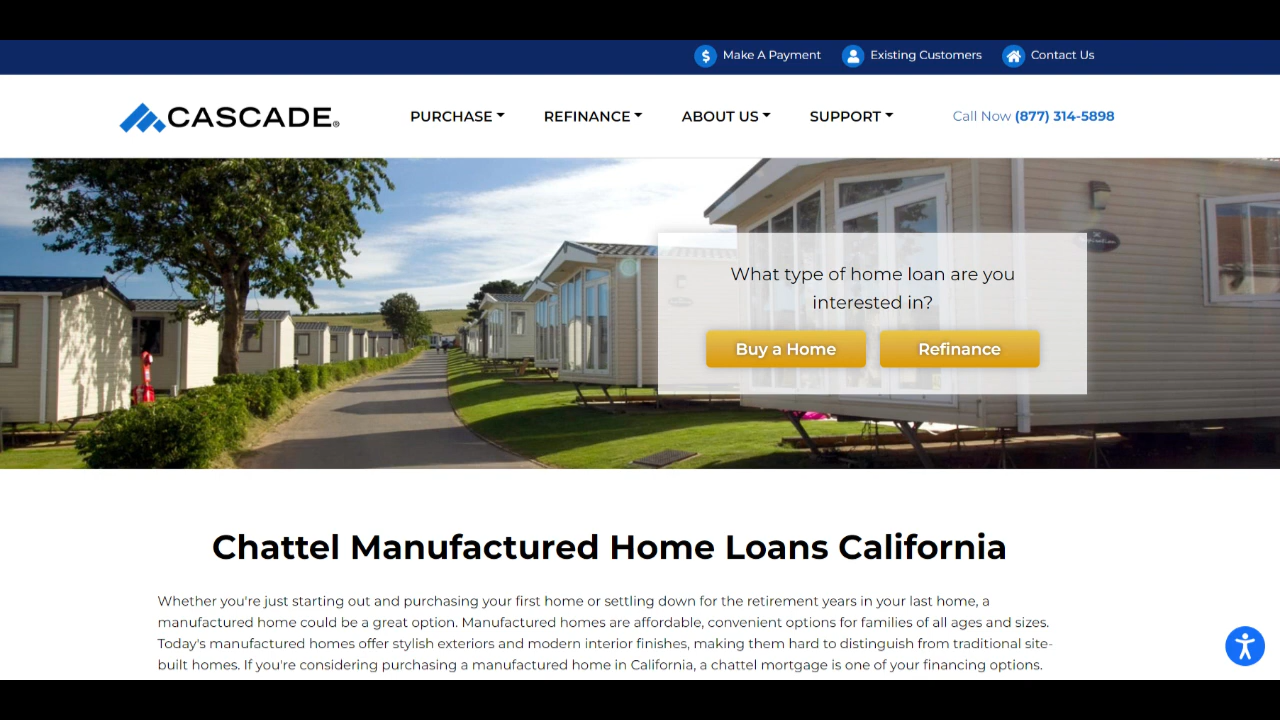 Make A Payment Existing Customers Contact Us
CASCADE®
PURCHASE REFINANCE ABOUT US SUPPORT Call Now (877) 314-5898
What type of home loan are you
interested in?
Buy a Home Refinance
Chattel Manufactured Home Loans California
Whether you're just starting out and purchasing your first home or settling down for the retirement years in your last home, a
manufactured home could be a great option. Manufactured homes are affordable, convenient options for families of all ages and sizes.
Today's manufactured homes offer stylish exteriors and modern interior finishes, making them hard to distinguish from traditional site-
built homes. If you're considering purchasing a manufactured home in California, a chattel mortgage is one of your financing options.